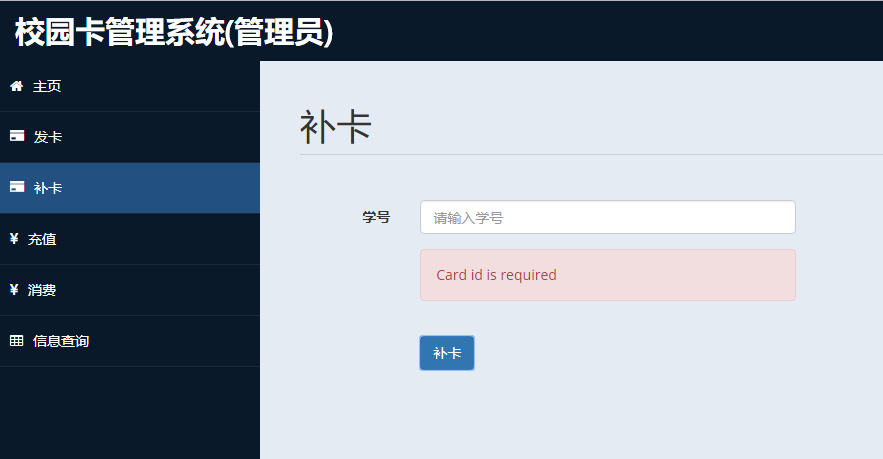 校园卡管理系统(管理员)
主页
发卡
补卡
¥ 充值
¥ 消费
信息查询
补卡
学号
请输入学号
Card id is required
补卡